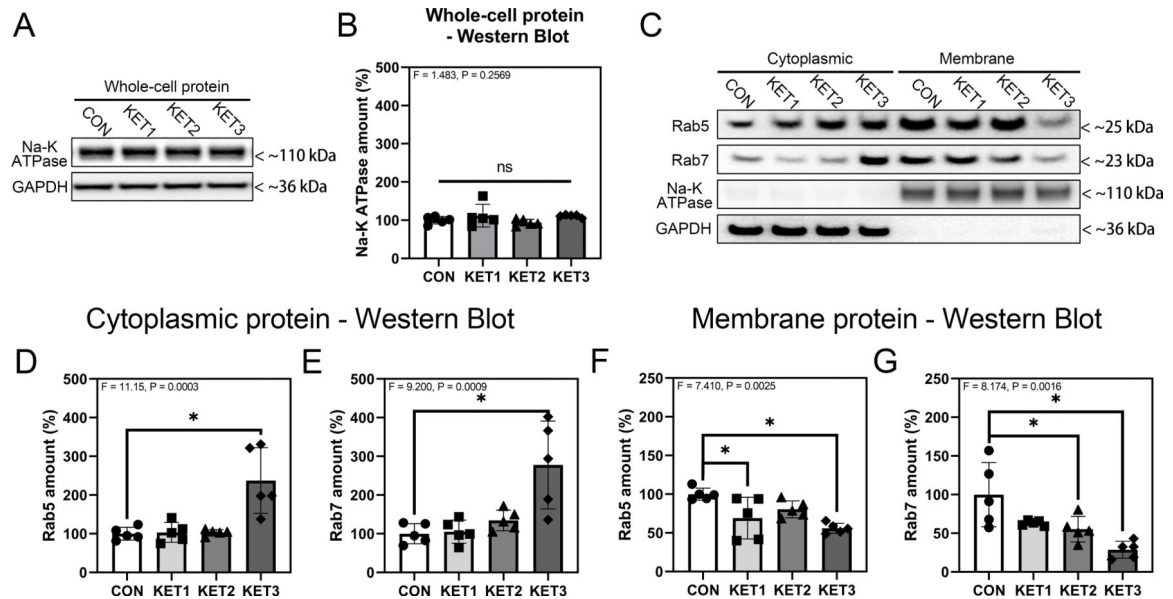 A
Whole-cell protein
CON KET1 KET2 KET3
Na-K
ATPase
< ~110 kDa
GAPDH
< ~36 kDa
B
Whole-cell protein
- Western Blot
F = 1.483, P = 0.2569
Na-K ATPase amount (%)
500
400
300
200
100
0
ns
CON KET1 KET2 KET3
C
Cytoplasmic Membrane
CON KET1 KET2 KET3 CON KET1 KET2 KET3
Rab5 < ~25 kDa
Rab7 < ~23 kDa
Na-K
ATPase
< ~110 kDa
GAPDH < ~36 kDa
Cytoplasmic protein - Western Blot
D
F = 11.15, P = 0.0003
Rab5 amount (%)
500
400
300
200
100
0
*
CON KET1 KET2 KET3
E
F = 9.200, P = 0.0009
Rab7 amount (%)
500
400
300
200
100
0
*
CON KET1 KET2 KET3
Membrane protein - Western Blot
F
F = 7.410, P = 0.0025
Rab5 amount (%)
250
200
150
100
50
0
*
*
CON KET1 KET2 KET3
G
F = 8.174, P = 0.0016
Rab7 amount (%)
250
200
150
100
50
0
*
*
CON KET1 KET2 KET3